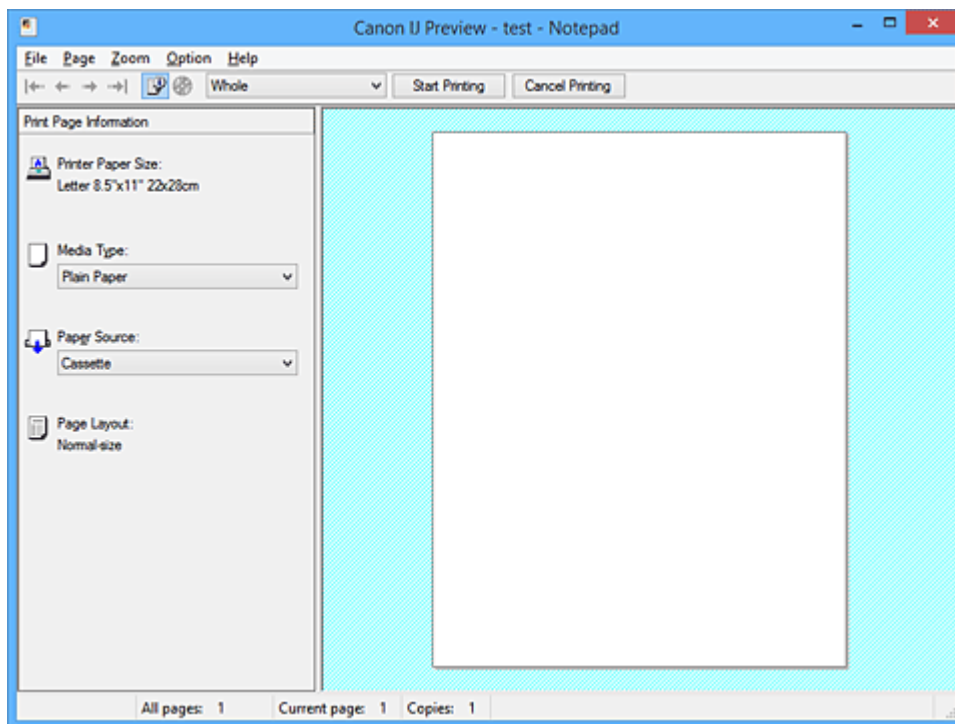 Canon IJ Preview - test - Notepad
File Page Zoom Option Help
Whole Start Printing Cancel Printing
Print Page Information
Printer Paper Size:
Letter 8.5"x11" 22x28cm
Media Type:
Plain Paper
Paper Source:
Cassette
Page Layout:
Normal-size
All pages: 1 Current page: 1 Copies: 1